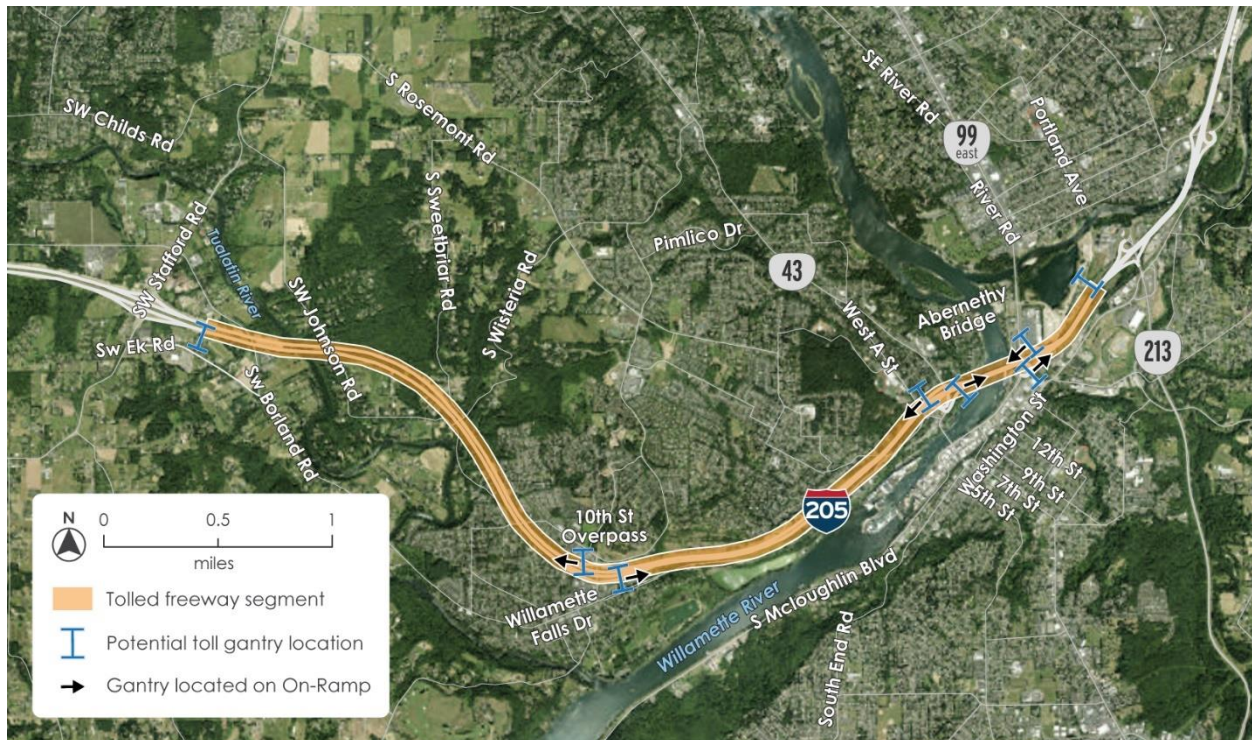 SW Childs Rd
S Rosemont Rd
SE River Rd
Portland Ave
99
east
River Rd
SW Stafford Rd
Tualatin River
S Sweetbriar Rd
S Wisteria Rd
Pimlico Dr
43
West A St
Abernethy
Bridge
213
Sw Ek Rd
SW Johnson Rd
Sw Borland Rd
10th St
Overpass
205
Washington St
12th St
9th St
7th St
5th St
Willamette
Falls Dr
Willamette River
S Mcloughlin Blvd
South End Rd
N
0 0.5 1
miles
Tolled freeway segment
Potential toll gantry location
Gantry located on On-Ramp